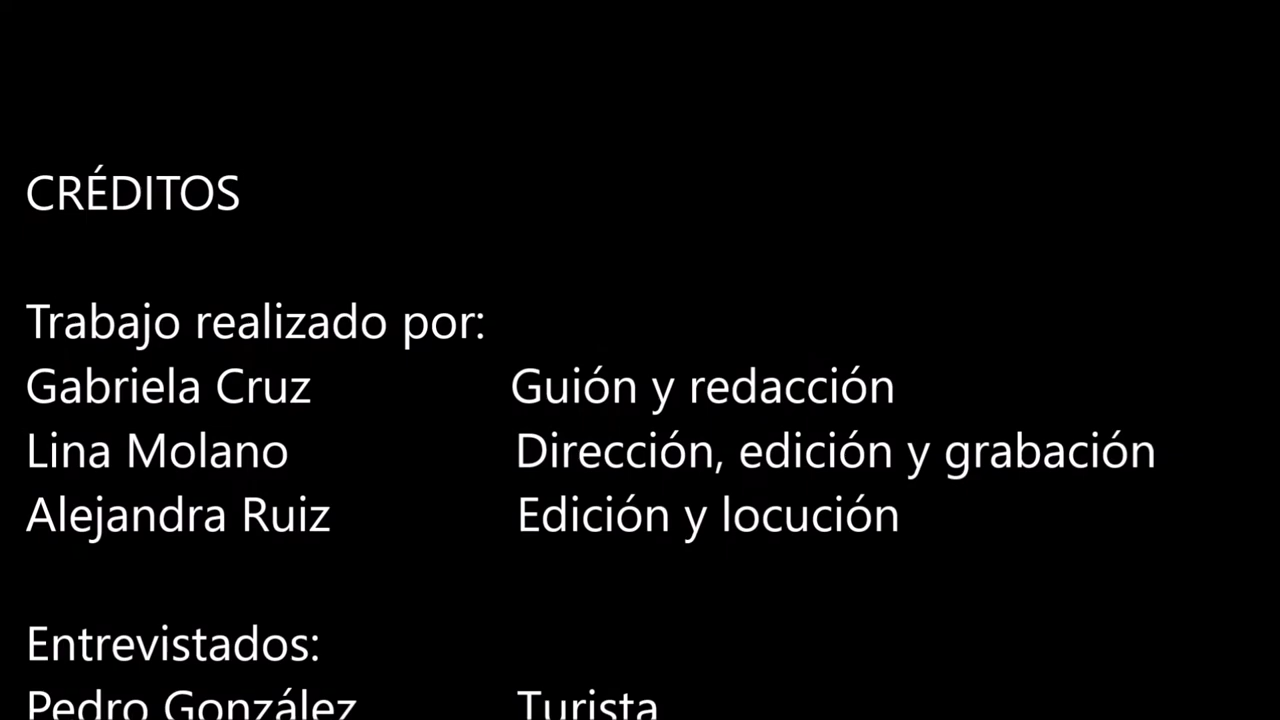 CRÉDITOS
Trabajo realizado por:
Gabriela Cruz Guión y redacción
Lina Molano Dirección, edición y grabación
Alejandra Ruiz Edición y locución
Entrevistados:
Pedro González Turista